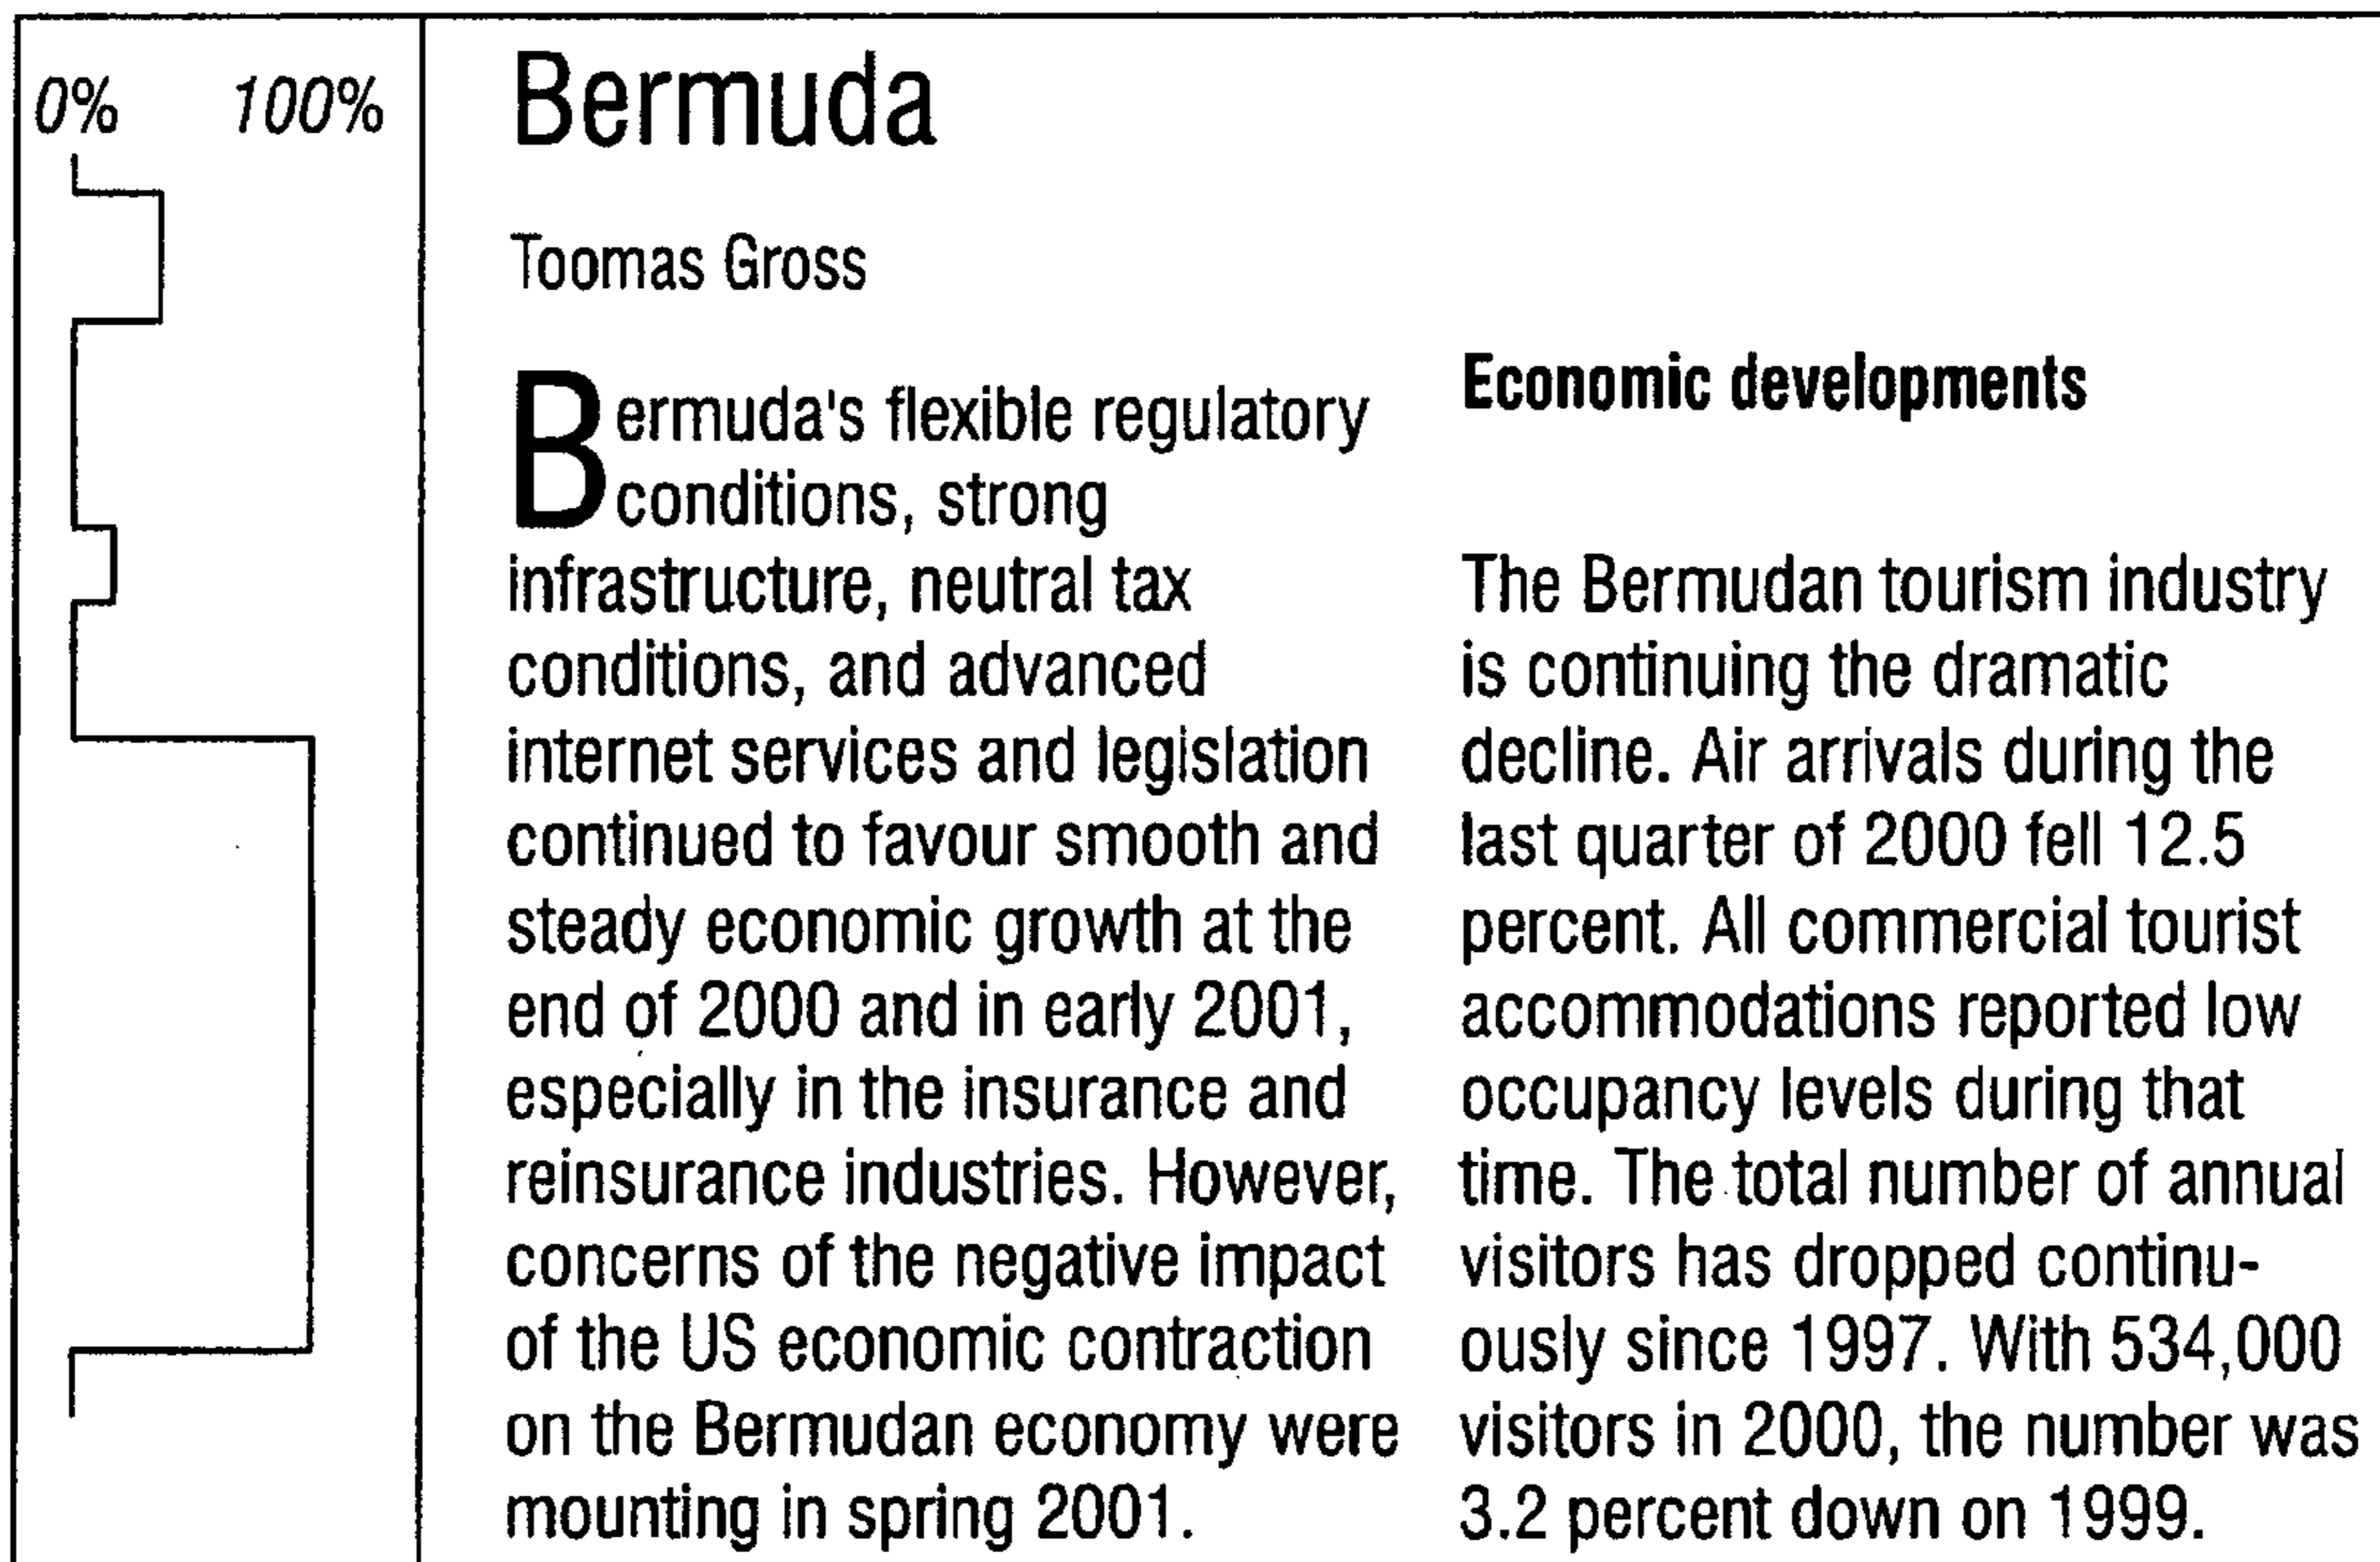 0% 100%
Bermuda
Toomas Gross
Bermuda's flexible regulatory
conditions, strong
infrastructure, neutral tax
conditions, and advanced
internet services and legislation
continued to favour smooth and
steady economic growth at the
end of 2000 and in early 2001,
especially in the insurance and
reinsurance industries. However,
concerns of the negative impact
of the US economic contraction
on the Bermudan economy were
mounting in spring 2001.
Economic developments
The Bermudan tourism industry
is continuing the dramatic
decline. Air arrivals during the
last quarter of 2000 fell 12.5
percent. All commercial tourist
accommodations reported low
occupancy levels during that
time. The total number of annual
visitors has dropped continu-
ously since 1997. With 534,000
visitors in 2000, the number was
3.2 percent down on 1999.